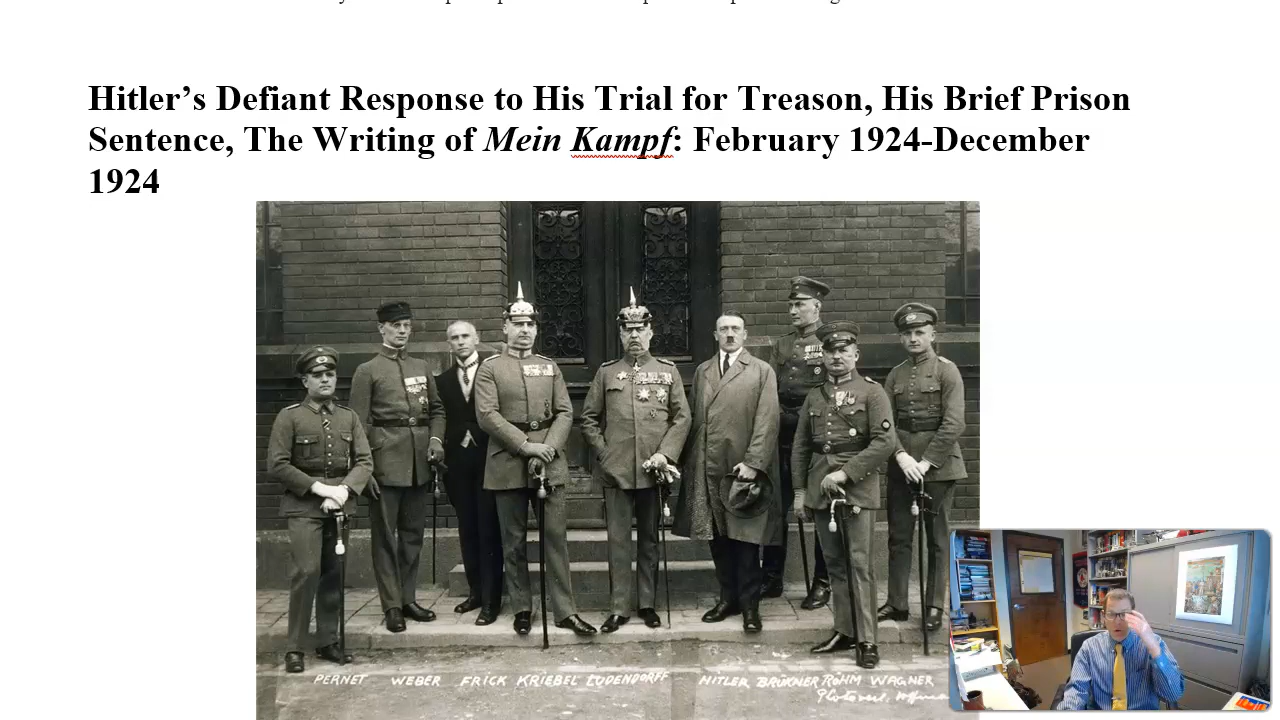 Hitler’s Defiant Response to His Trial for Treason, His Brief Prison
Sentence, The Writing of Mein Kampf: February 1924-December
1924
PERNET WEBER FRICK KRIEBEL LUDENDORFF HITLER BRÜKNER RÖHM WAGNER